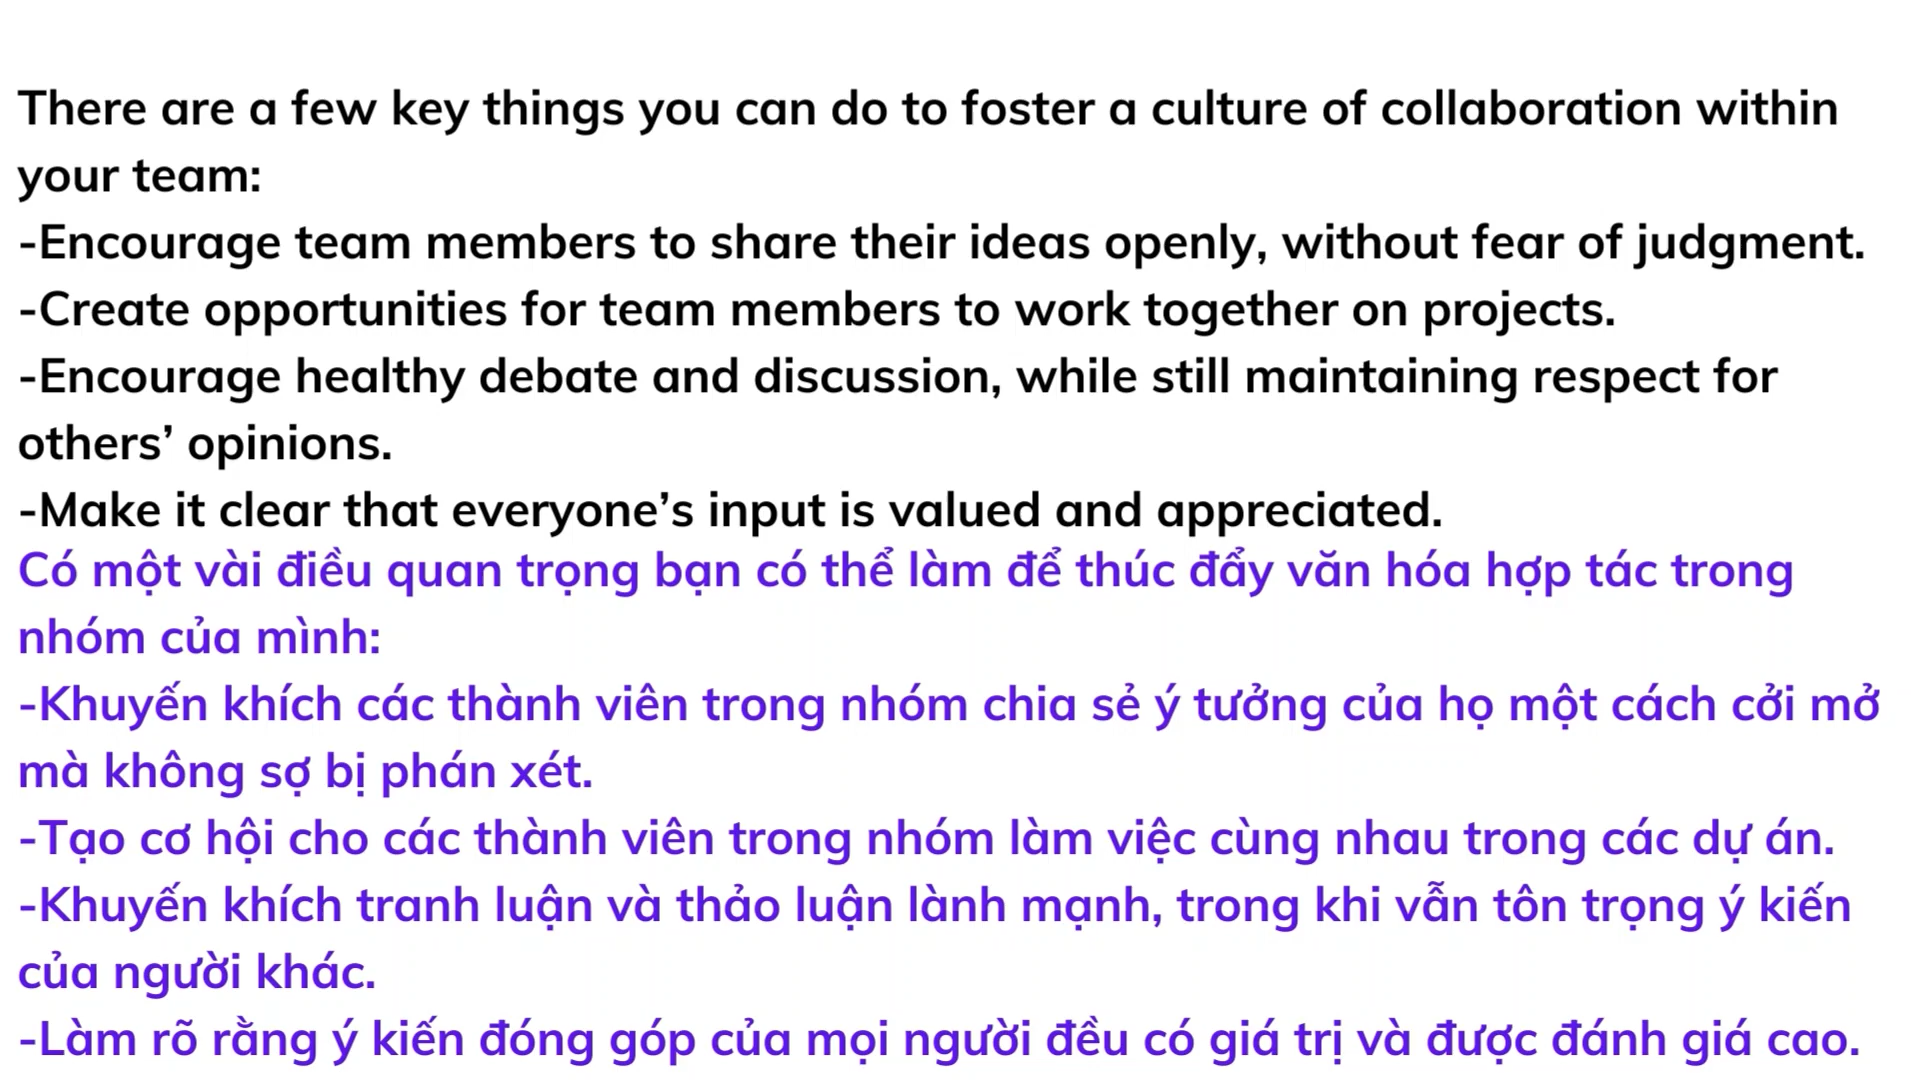 There are a few key things you can do to foster a culture of collaboration within
your team:
-Encourage team members to share their ideas openly, without fear of judgment.
-Create opportunities for team members to work together on projects.
-Encourage healthy debate and discussion, while still maintaining respect for
others’ opinions.
-Make it clear that everyone’s input is valued and appreciated.
Có một vài điều quan trọng bạn có thể làm để thúc đẩy văn hóa hợp tác trong
nhóm của mình:
-Khuyến khích các thành viên trong nhóm chia sẻ ý tưởng của họ một cách cởi mở
mà không sợ bị phán xét.
-Tạo cơ hội cho các thành viên trong nhóm làm việc cùng nhau trong các dự án.
-Khuyến khích tranh luận và thảo luận lành mạnh, trong khi vẫn tôn trọng ý kiến
của người khác.
-Làm rõ rằng ý kiến đóng góp của mọi người đều có giá trị và được đánh giá cao.